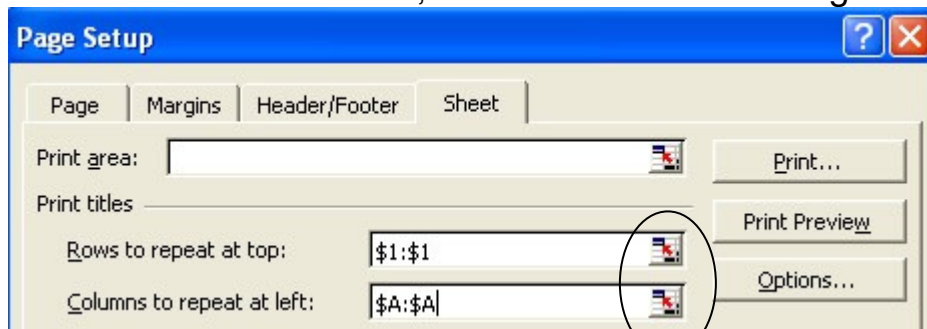 Page Setup
Page Margins Header/Footer Sheet
Print area: Print...
Print titles
Print Preview
Rows to repeat at top: $1:$1
Options...
Columns to repeat at left: $A:$A